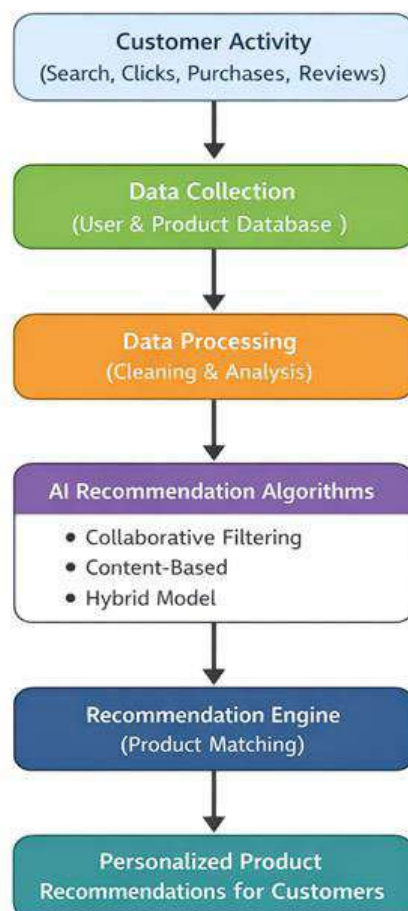 Customer Activity
(Search, Clicks, Purchases, Reviews)
Data Collection
(User & Product Database )
Data Processing
(Cleaning & Analysis)
AI Recommendation Algorithms
• Collaborative Filtering
• Content-Based
• Hybrid Model
Recommendation Engine
(Product Matching)
Personalized Product
Recommendations for Customers